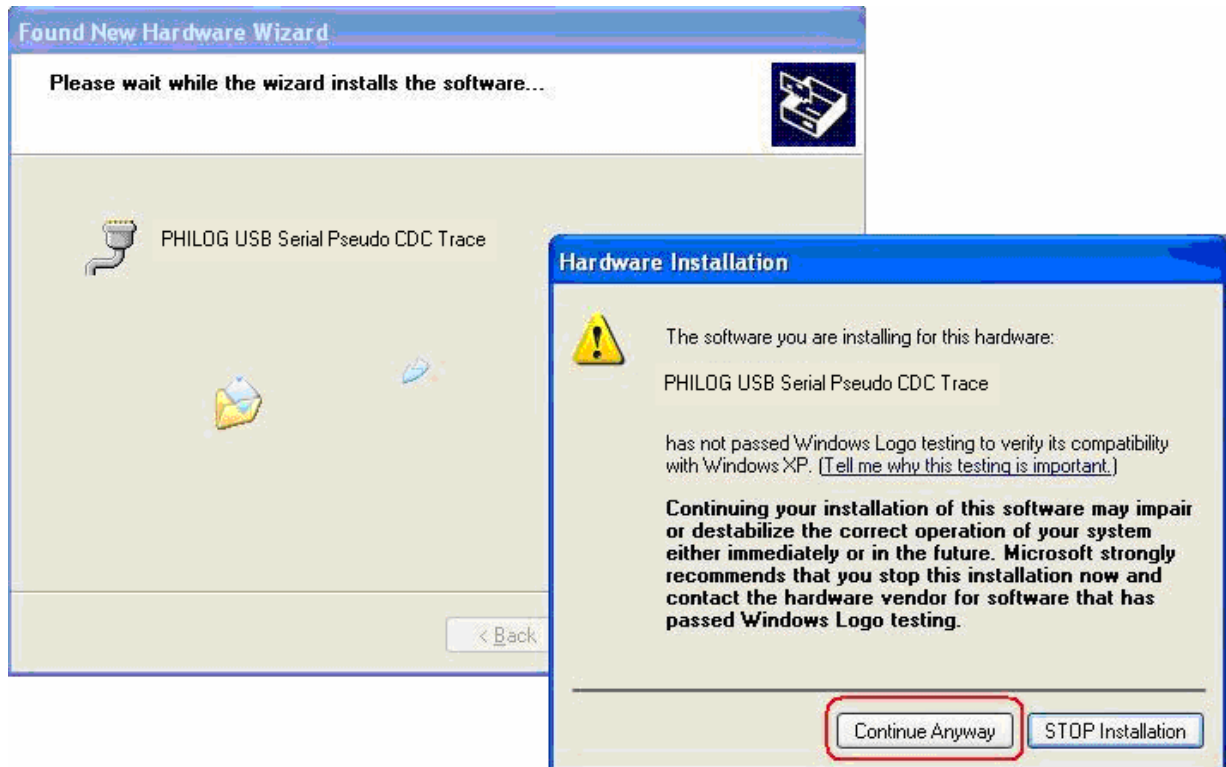 Found New Hardware Wizard
Please wait while the wizard installs the software...
PHILOG USB Serial Pseudo CDC Trace
< Back
Hardware Installation
The software you are installing for this hardware:
PHILOG USB Serial Pseudo CDC Trace
has not passed Windows Logo testing to verify its compatibility
with Windows XP. (Tell me why this testing is important.)
Continuing your installation of this software may impair
or destabilize the correct operation of your system
either immediately or in the future. Microsoft strongly
recommends that you stop this installation now and
contact the hardware vendor for software that has
passed Windows Logo testing.
Continue Anyway
STOP Installation